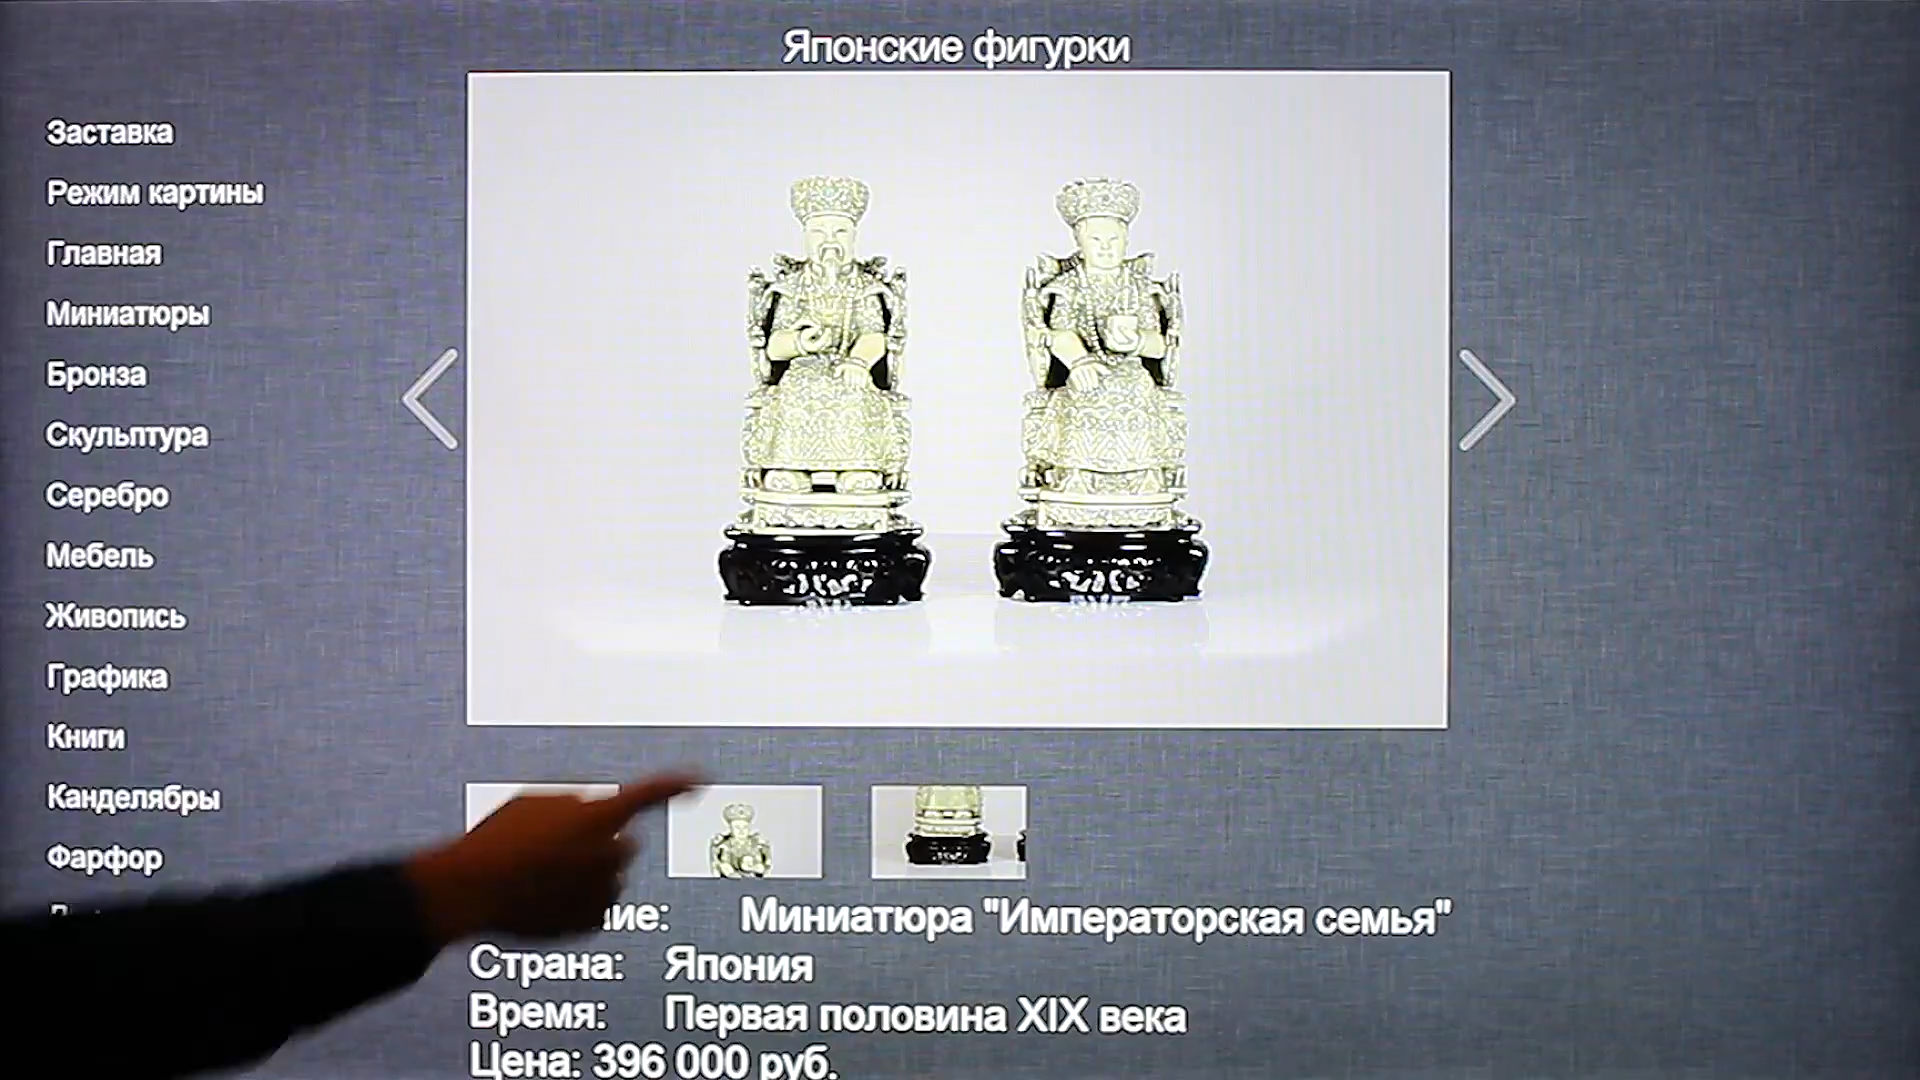 Японские фигурки
Заставка
Режим картины
Главная
Миниатюры
Бронза
Скульптура
Серебро
Мебель
Живопись
Графика
Книги
Канделябры
Фарфор
Миниатюра "Императорская семья"
Страна: Япония
Время: Первая половина XIX века
Цена: 396 000 руб.